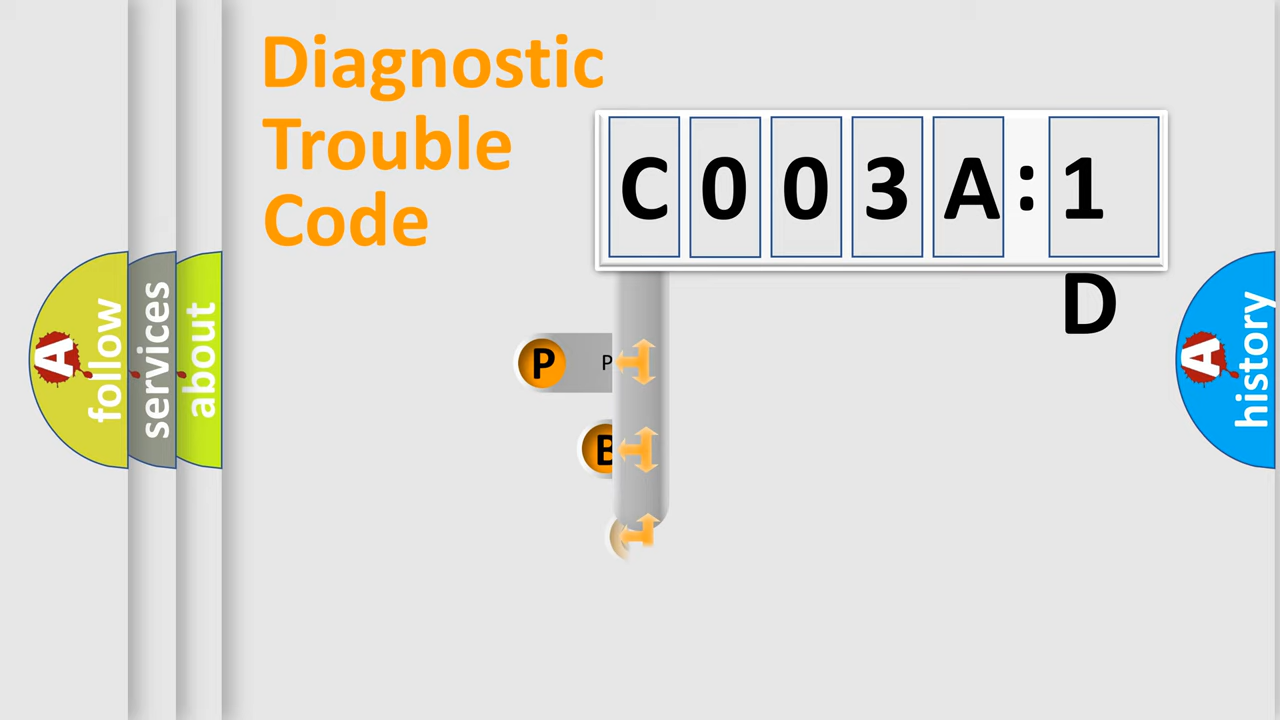 Diagnostic
Trouble
Code
C003A:1
D
P
P
B
A
follow
services
about
A
history